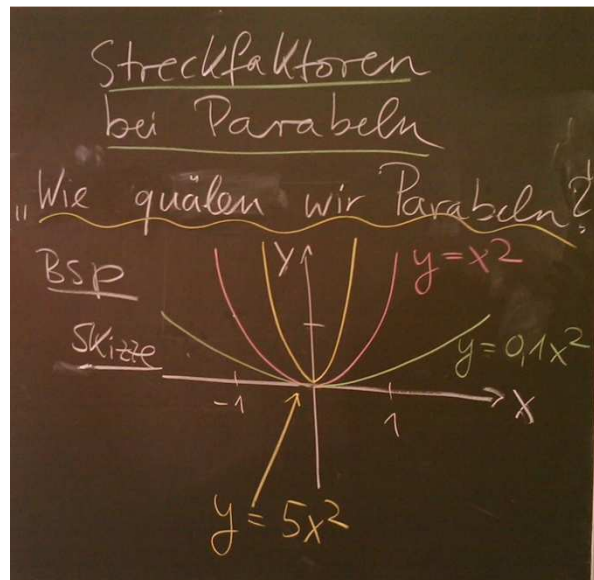 Streckfaktoren
bei Parabeln
„Wie quälen wir Parabeln?"
BSP
Skizze
y
y=x2
y=0,1x²
-1
1
x
y=5x²